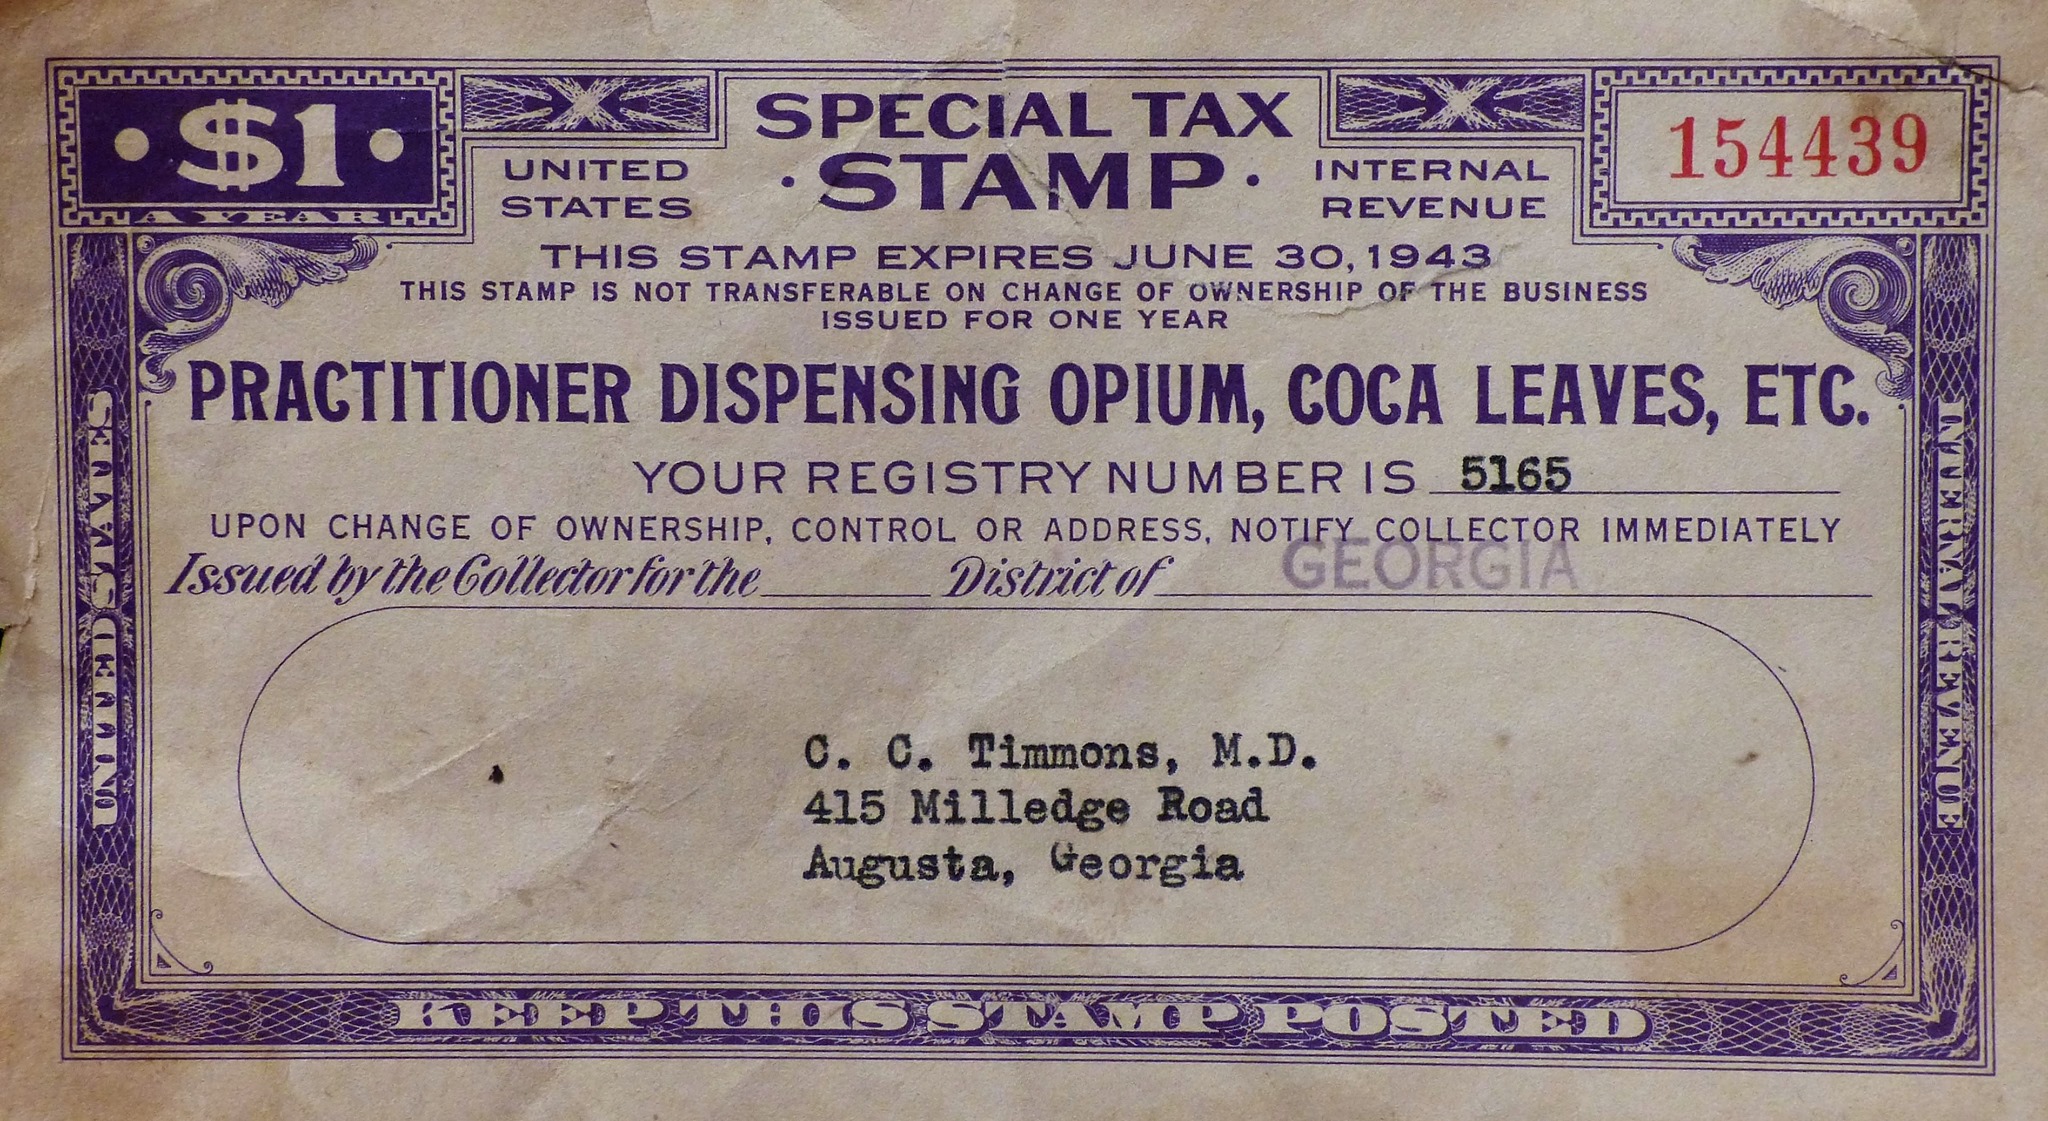 $1
A YEAR
SPECIAL TAX
· STAMP ·
UNITED
STATES
INTERNAL
REVENUE
154439
THIS STAMP EXPIRES JUNE 30, 1943
THIS STAMP IS NOT TRANSFERABLE ON CHANGE OF OWNERSHIP OF THE BUSINESS
ISSUED FOR ONE YEAR
PRACTITIONER DISPENSING OPIUM, COCA LEAVES, ETC.
YOUR REGISTRY NUMBER IS 5165
UPON CHANGE OF OWNERSHIP, CONTROL OR ADDRESS, NOTIFY COLLECTOR IMMEDIATELY
Issued by the Collector for the District of GEORGIA
C. C. Timmons, M.D.
415 Milledge Road
Augusta, Georgia
UNITED STATES
INTERNAL REVENUE
KEEP THIS STAMP POSTED